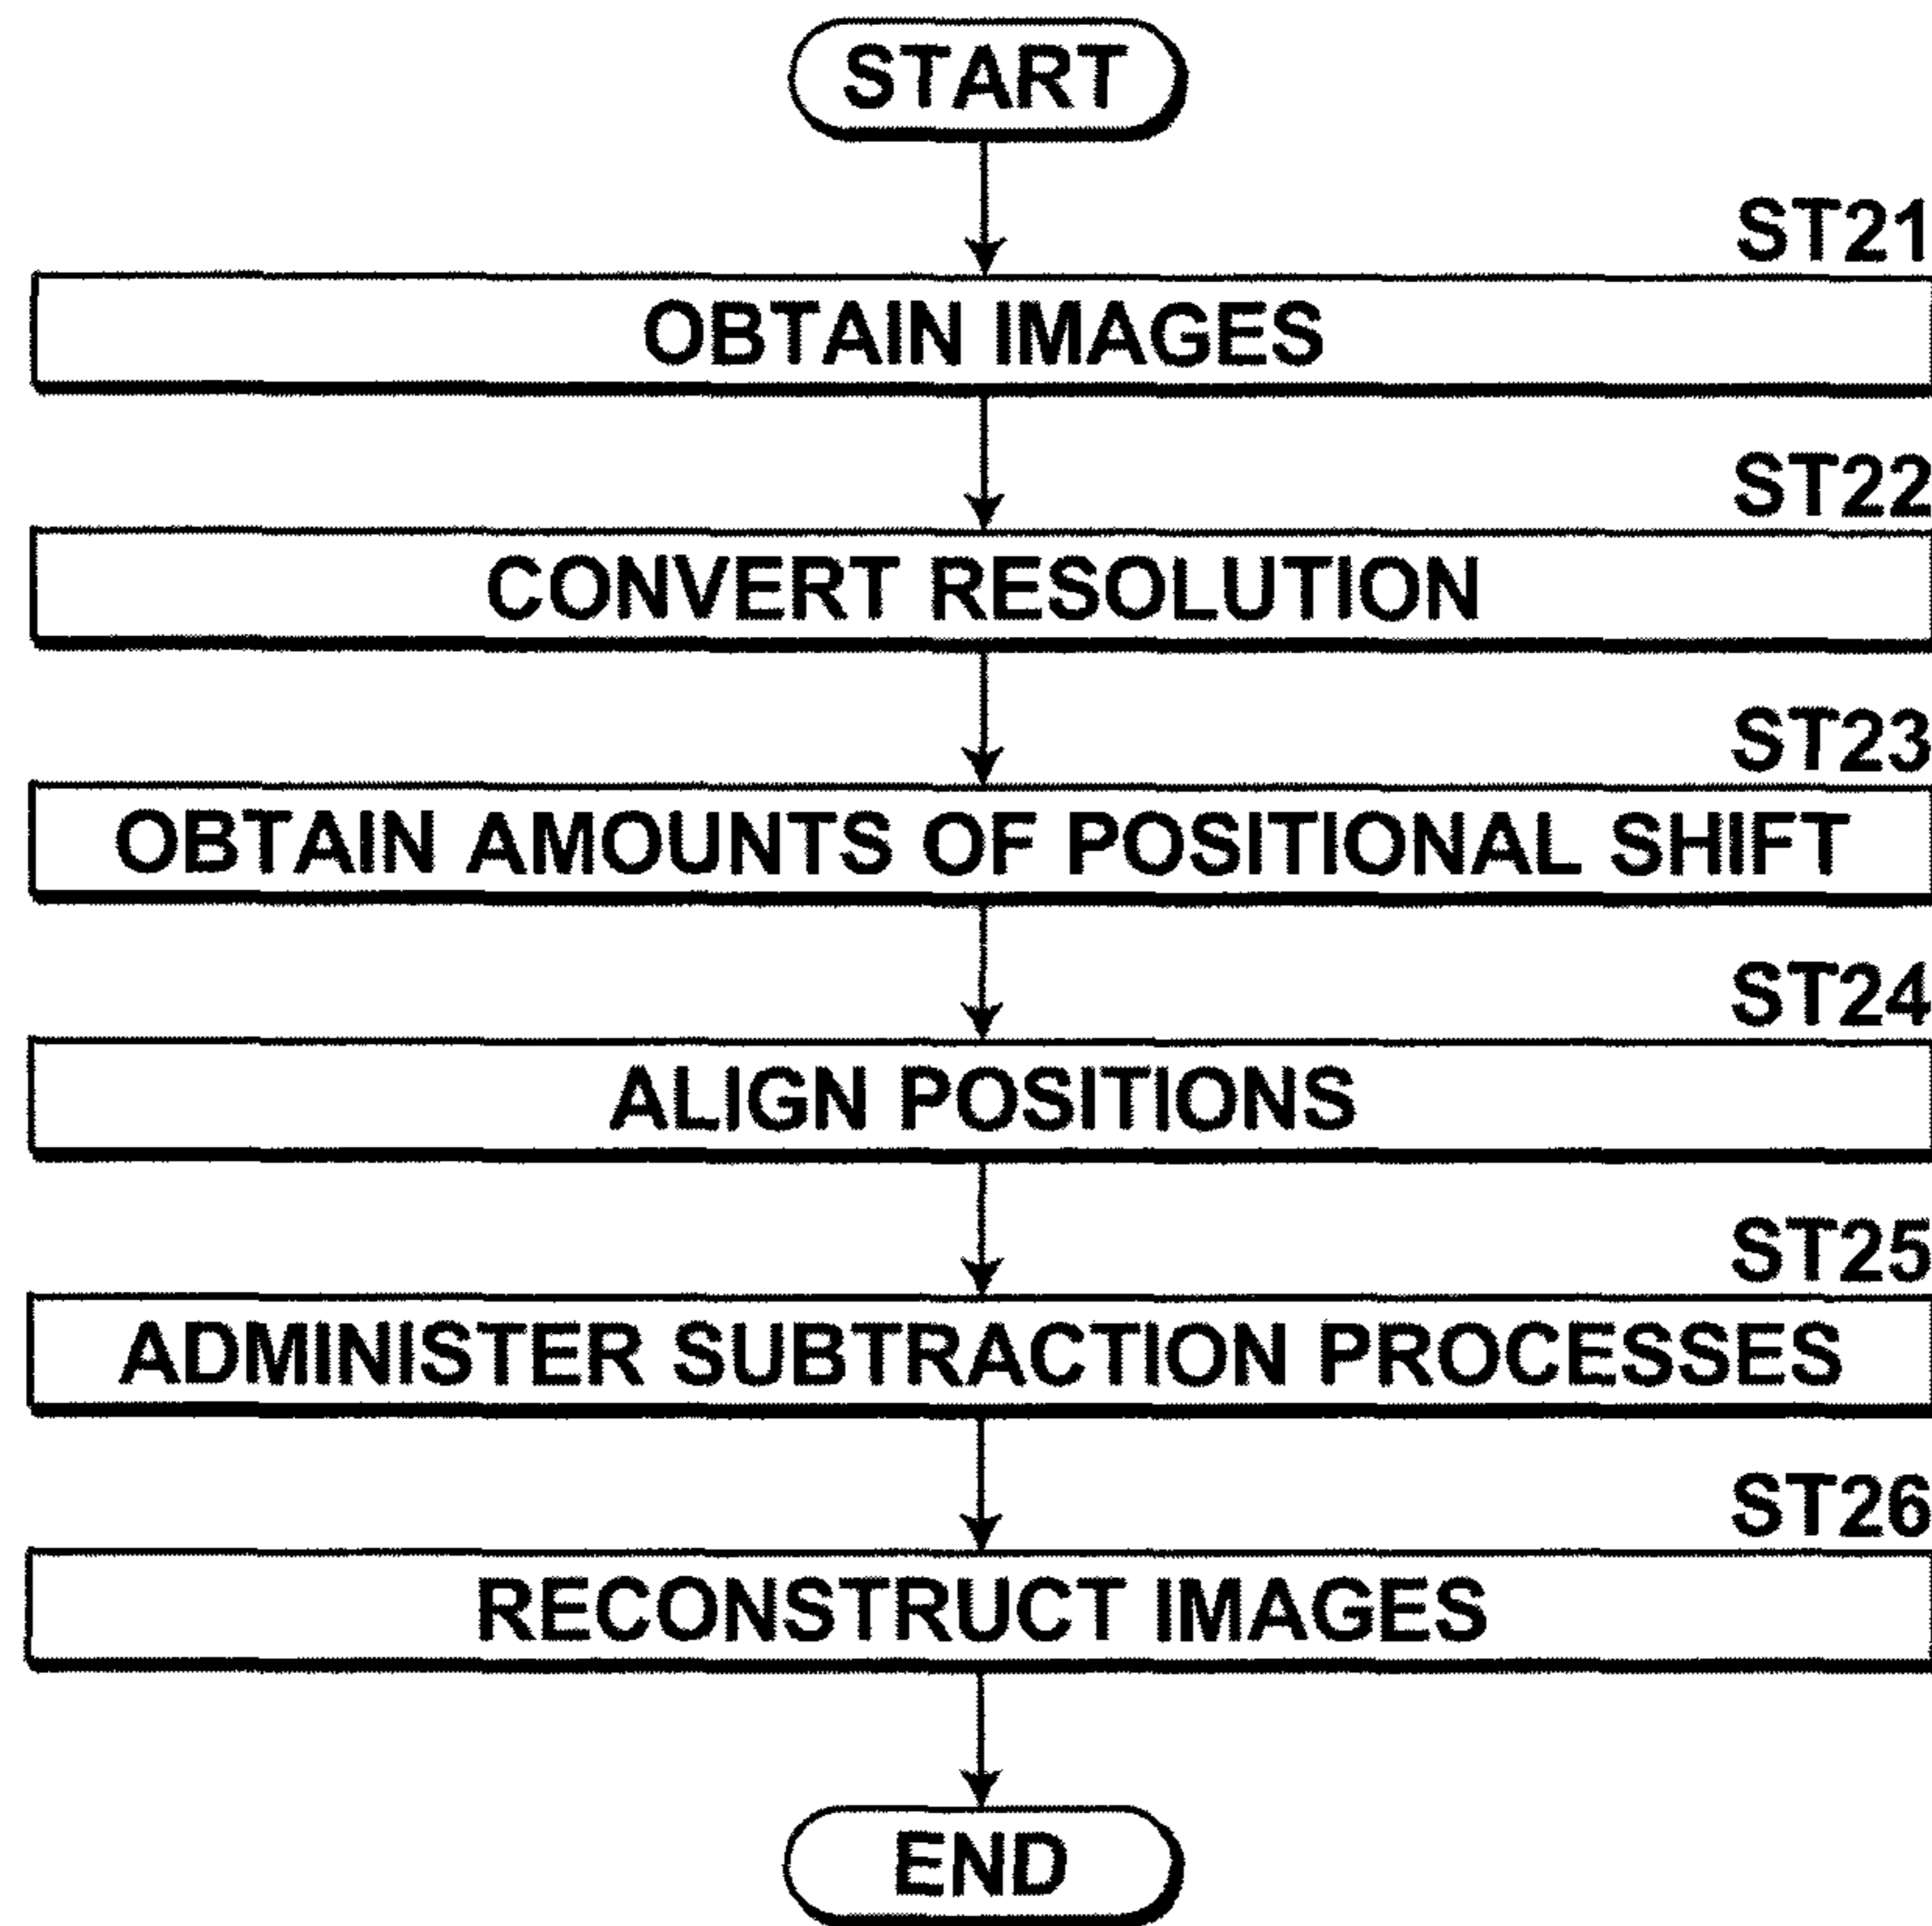 START
ST21
OBTAIN IMAGES
ST22
CONVERT RESOLUTION
ST23
OBTAIN AMOUNTS OF POSITIONAL SHIFT
ST24
ALIGN POSITIONS
ST25
ADMINISTER SUBTRACTION PROCESSES
ST26
RECONSTRUCT IMAGES
END